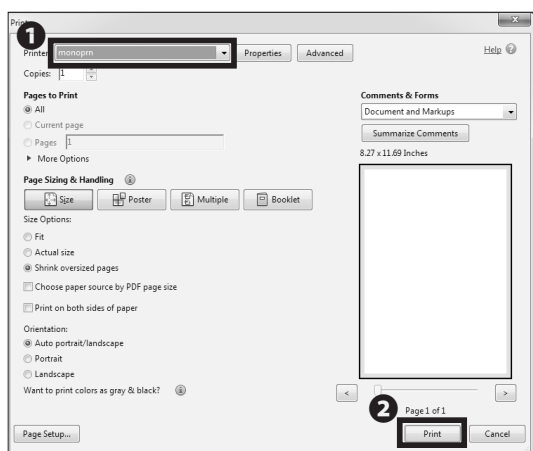 Print
1
Printer: monoprn Properties Advanced Help
Copies: 1
Pages to Print
All
Current page
Pages 1
More Options
Comments & Forms
Document and Markups
Summarize Comments
8.27 x 11.69 Inches
Page Sizing & Handling
Size Poster Multiple Booklet
Size Options:
Fit
Actual size
Shrink oversized pages
Choose paper source by PDF page size
Print on both sides of paper
Orientation:
Auto portrait/landscape
Portrait
Landscape
Want to print colors as gray & black?
< >
2
Page 1 of 1
Page Setup... Print Cancel